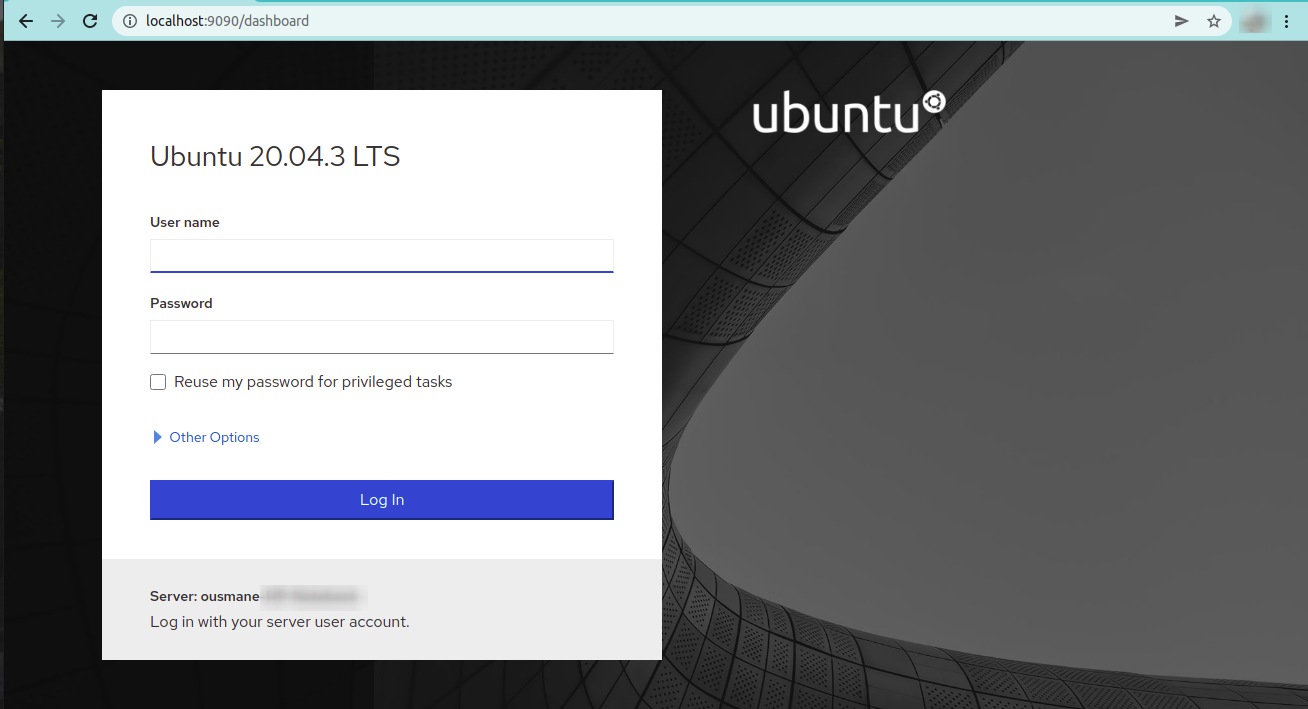 localhost:9090/dashboard
ubuntu
Ubuntu 20.04.3 LTS
User name
Password
Reuse my password for privileged tasks
Other Options
Log In
Server: ousmane
Log in with your server user account.